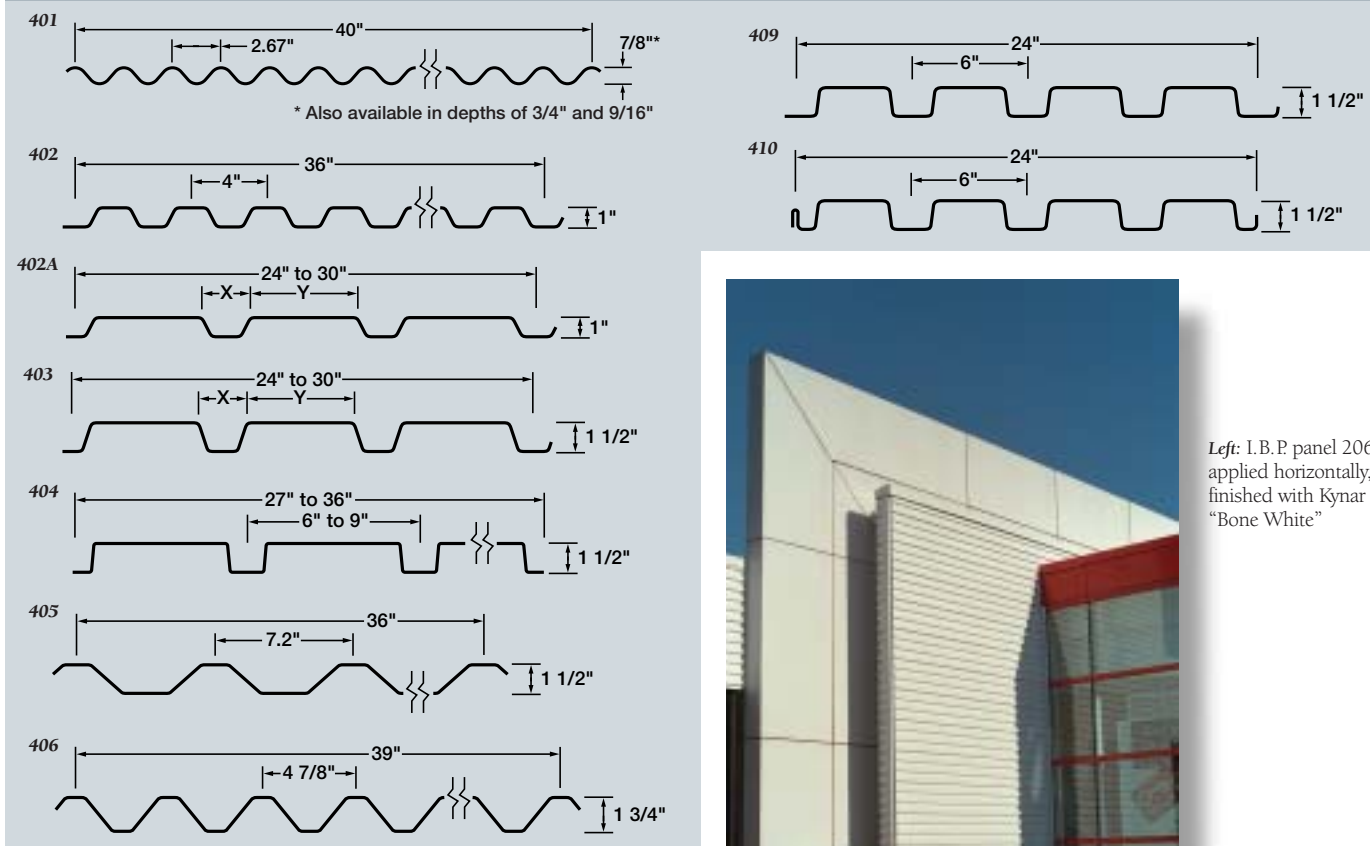 401
40"
2.67"
7/8"*
* Also available in depths of 3/4" and 9/16"
402
36"
4"
1"
402A
24" to 30"
X
Y
1"
403
24" to 30"
X
Y
1 1/2"
404
27" to 36"
6" to 9"
1 1/2"
405
36"
7.2"
1 1/2"
406
39"
4 7/8"
1 3/4"
409
24"
6"
1 1/2"
410
24"
6"
1 1/2"
Left: I.B.P. panel 206
applied horizontally,
finished with Kynar
“Bone White”